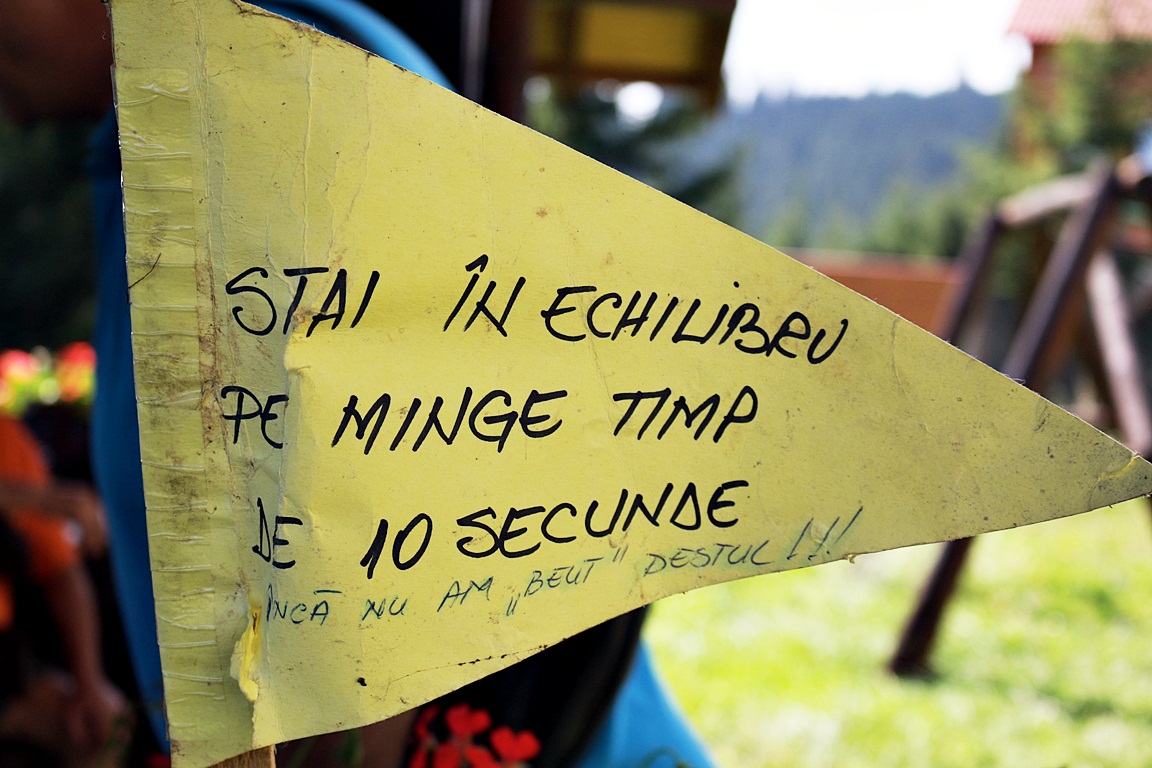 STAI ÎN ECHILIBRU
PE MINGE TIMP
DE 10 SECUNDE
ÎNCĂ NU AM „BEUT” DESTUL!!!